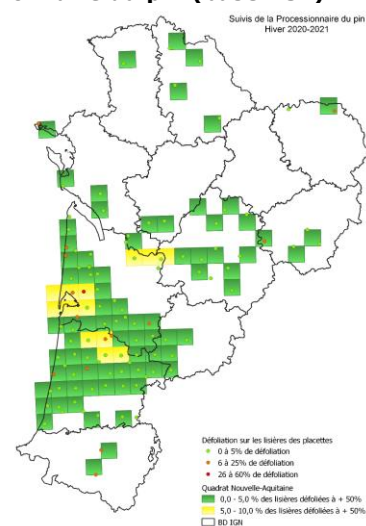 Suivis de la Processionnaire du pin
Hiver 2020-2021
Défoliation sur les lisières des placettes
0 à 5% de défoliation
6 à 25% de défoliation
26 à 60% de défoliation
Quadrat Nouvelle-Aquitaine
0,0 - 5,0 % des lisières défoliées à + 50%
5,0 - 10,0 % des lisières défoliées à + 50%
BD IGN